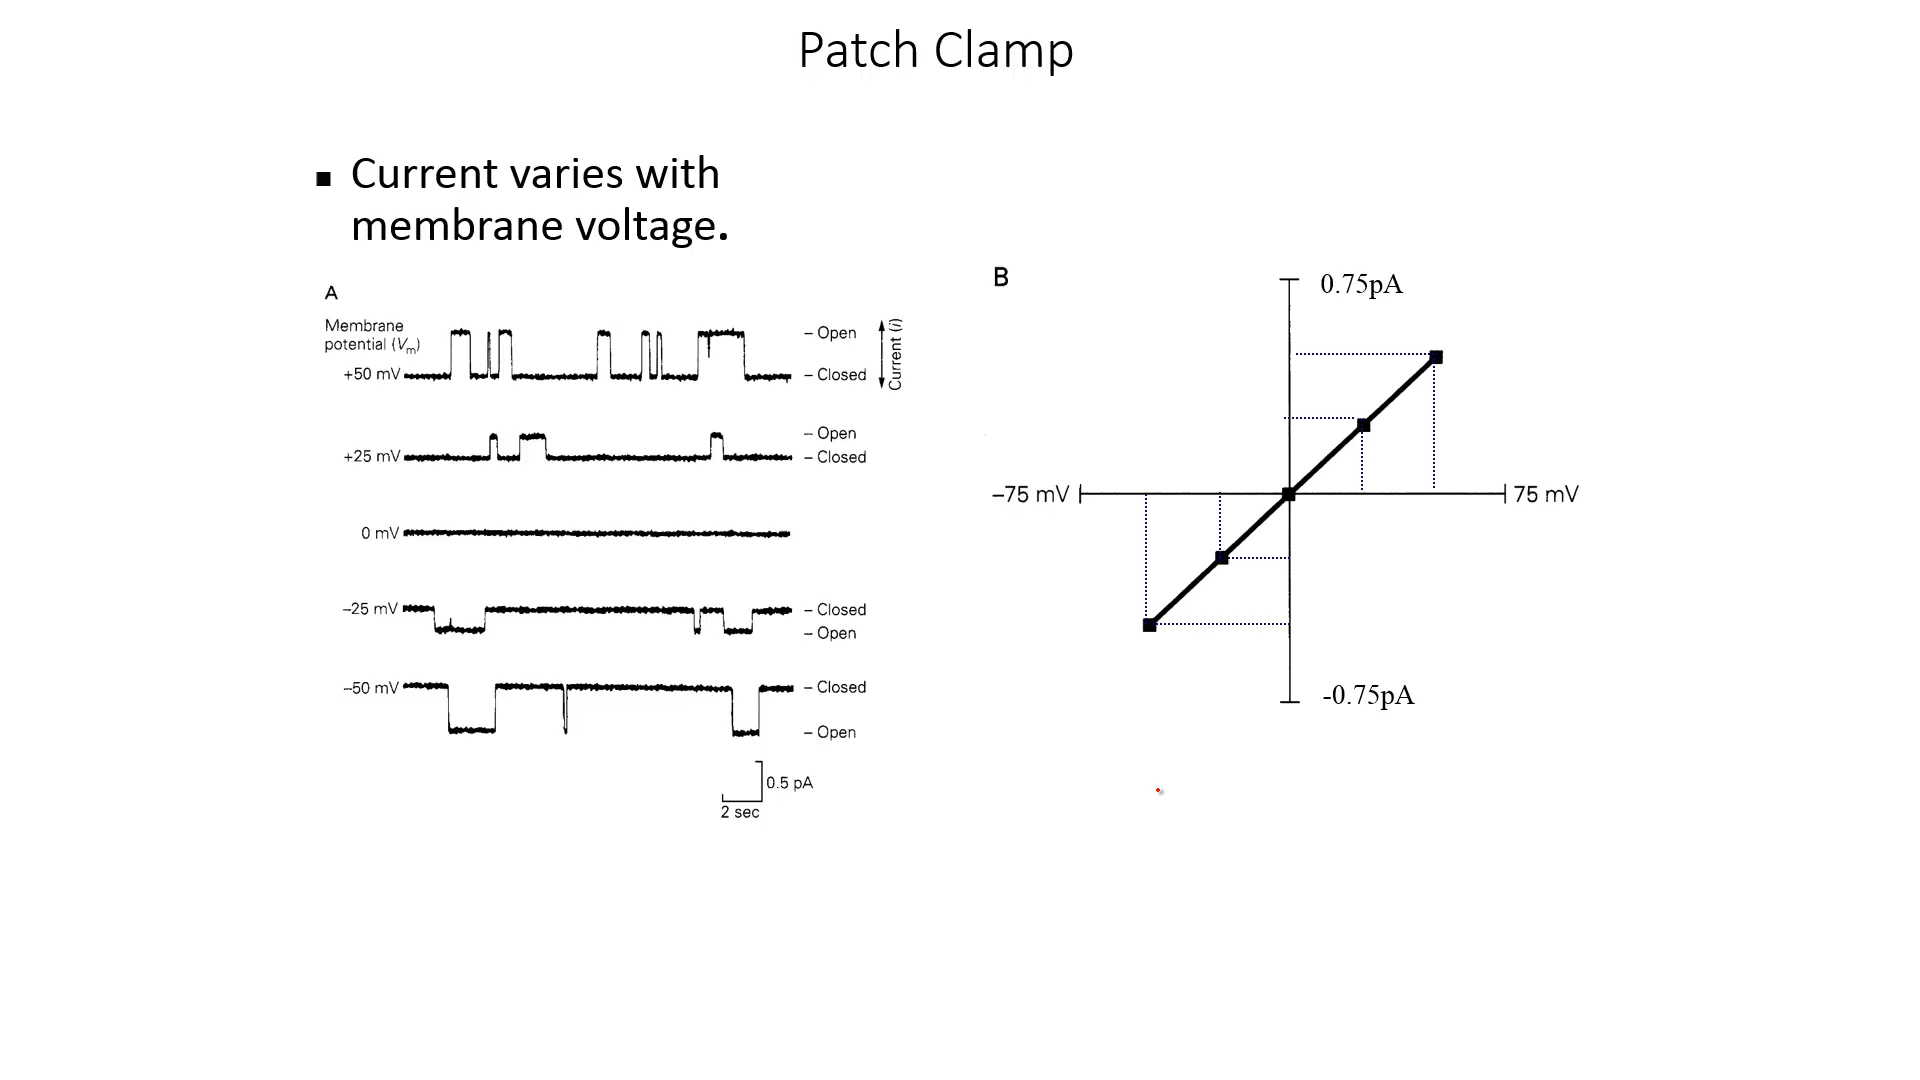 Patch Clamp
▪ Current varies with
membrane voltage.
A
Membrane
potential (Vm)
+50 mV
– Open
– Closed
Current (i)
+25 mV
– Open
– Closed
0 mV
–25 mV
– Closed
– Open
–50 mV
– Closed
– Open
0.5 pA
2 sec
B
0.75pA
–75 mV
75 mV
-0.75pA